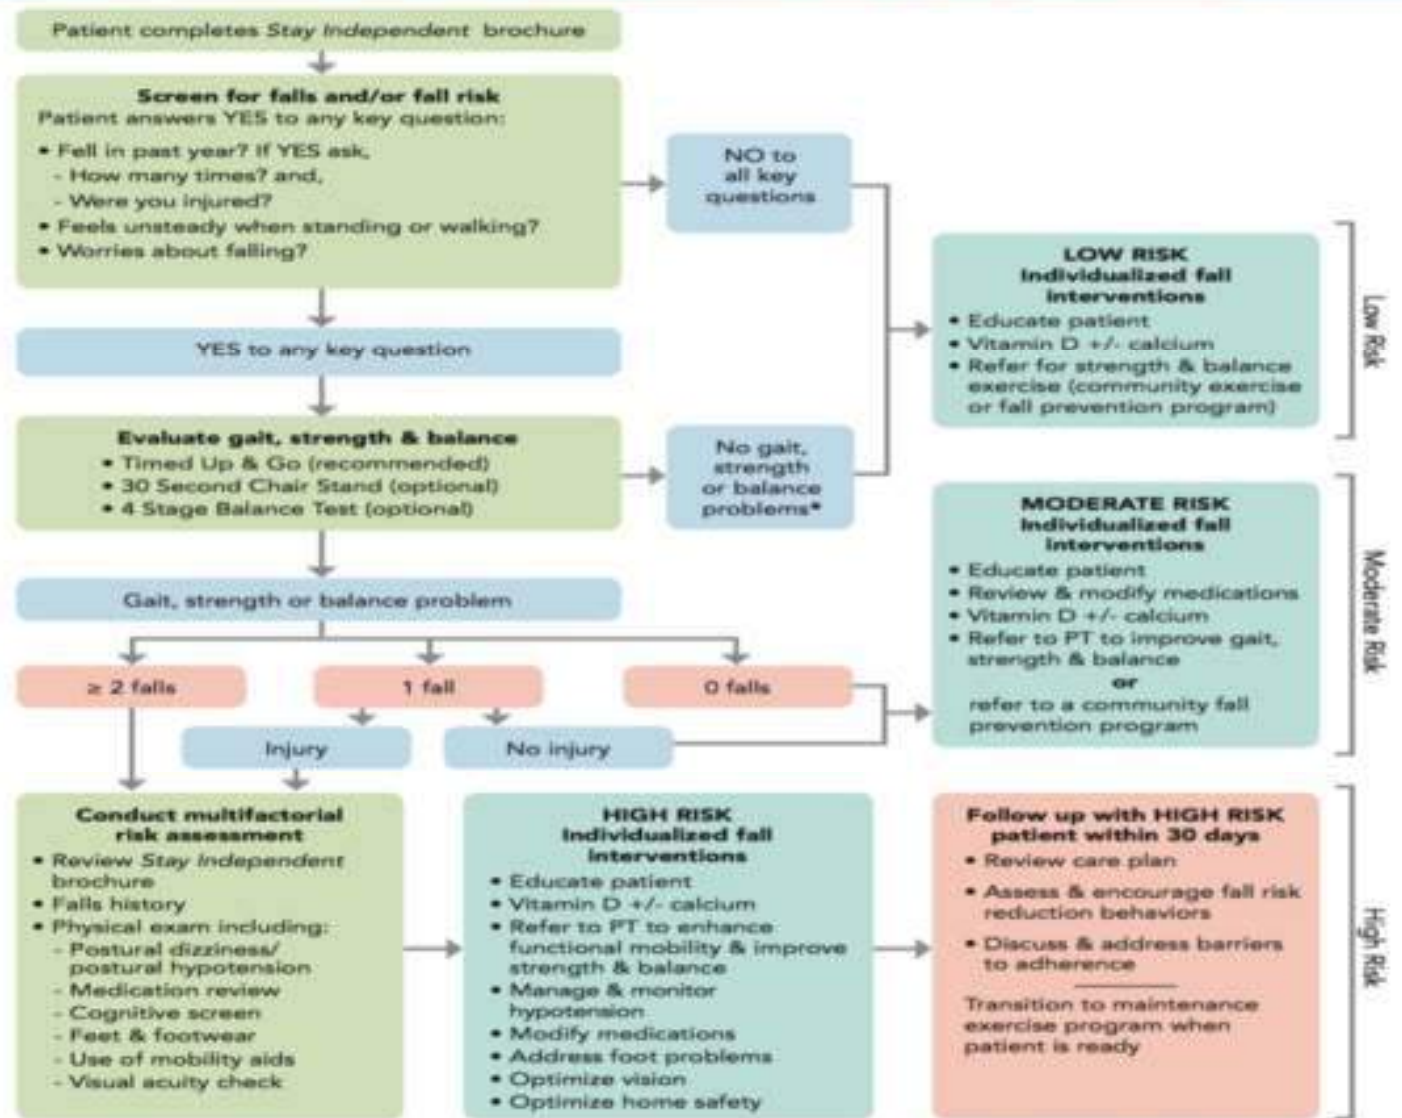 Patient completes Stay Independent brochure
Screen for falls and/or fall risk
Patient answers YES to any key question:
• Fell in past year? If YES ask,
- How many times? and,
- Were you injured?
• Feels unsteady when standing or walking?
• Worries about falling?
NO to
all key
questions
YES to any key question
Evaluate gait, strength & balance
• Timed Up & Go (recommended)
• 30 Second Chair Stand (optional)
• 4 Stage Balance Test (optional)
No gait,
strength
or balance
problems*
LOW RISK
Individualized fall
interventions
• Educate patient
• Vitamin D +/- calcium
• Refer for strength & balance
exercise (community exercise
or fall prevention program)
Low Risk
Gait, strength or balance problem
≥ 2 falls
1 fall
0 falls
Injury
No injury
MODERATE RISK
Individualized fall
interventions
• Educate patient
• Review & modify medications
• Vitamin D +/- calcium
• Refer to PT to improve gait,
strength & balance
or
refer to a community fall
prevention program
Moderate Risk
Conduct multifactorial
risk assessment
• Review Stay Independent
brochure
• Falls history
• Physical exam including:
- Postural dizziness/
postural hypotension
- Medication review
- Cognitive screen
- Feet & footwear
- Use of mobility aids
- Visual acuity check
HIGH RISK
Individualized fall
interventions
• Educate patient
• Vitamin D +/- calcium
• Refer to PT to enhance
functional mobility & improve
strength & balance
• Manage & monitor
hypotension
• Modify medications
• Address foot problems
• Optimize vision
• Optimize home safety
Follow up with HIGH RISK
patient within 30 days
• Review care plan
• Assess & encourage fall risk
reduction behaviors
• Discuss & address barriers
to adherence
Transition to maintenance
exercise program when
patient is ready
High Risk